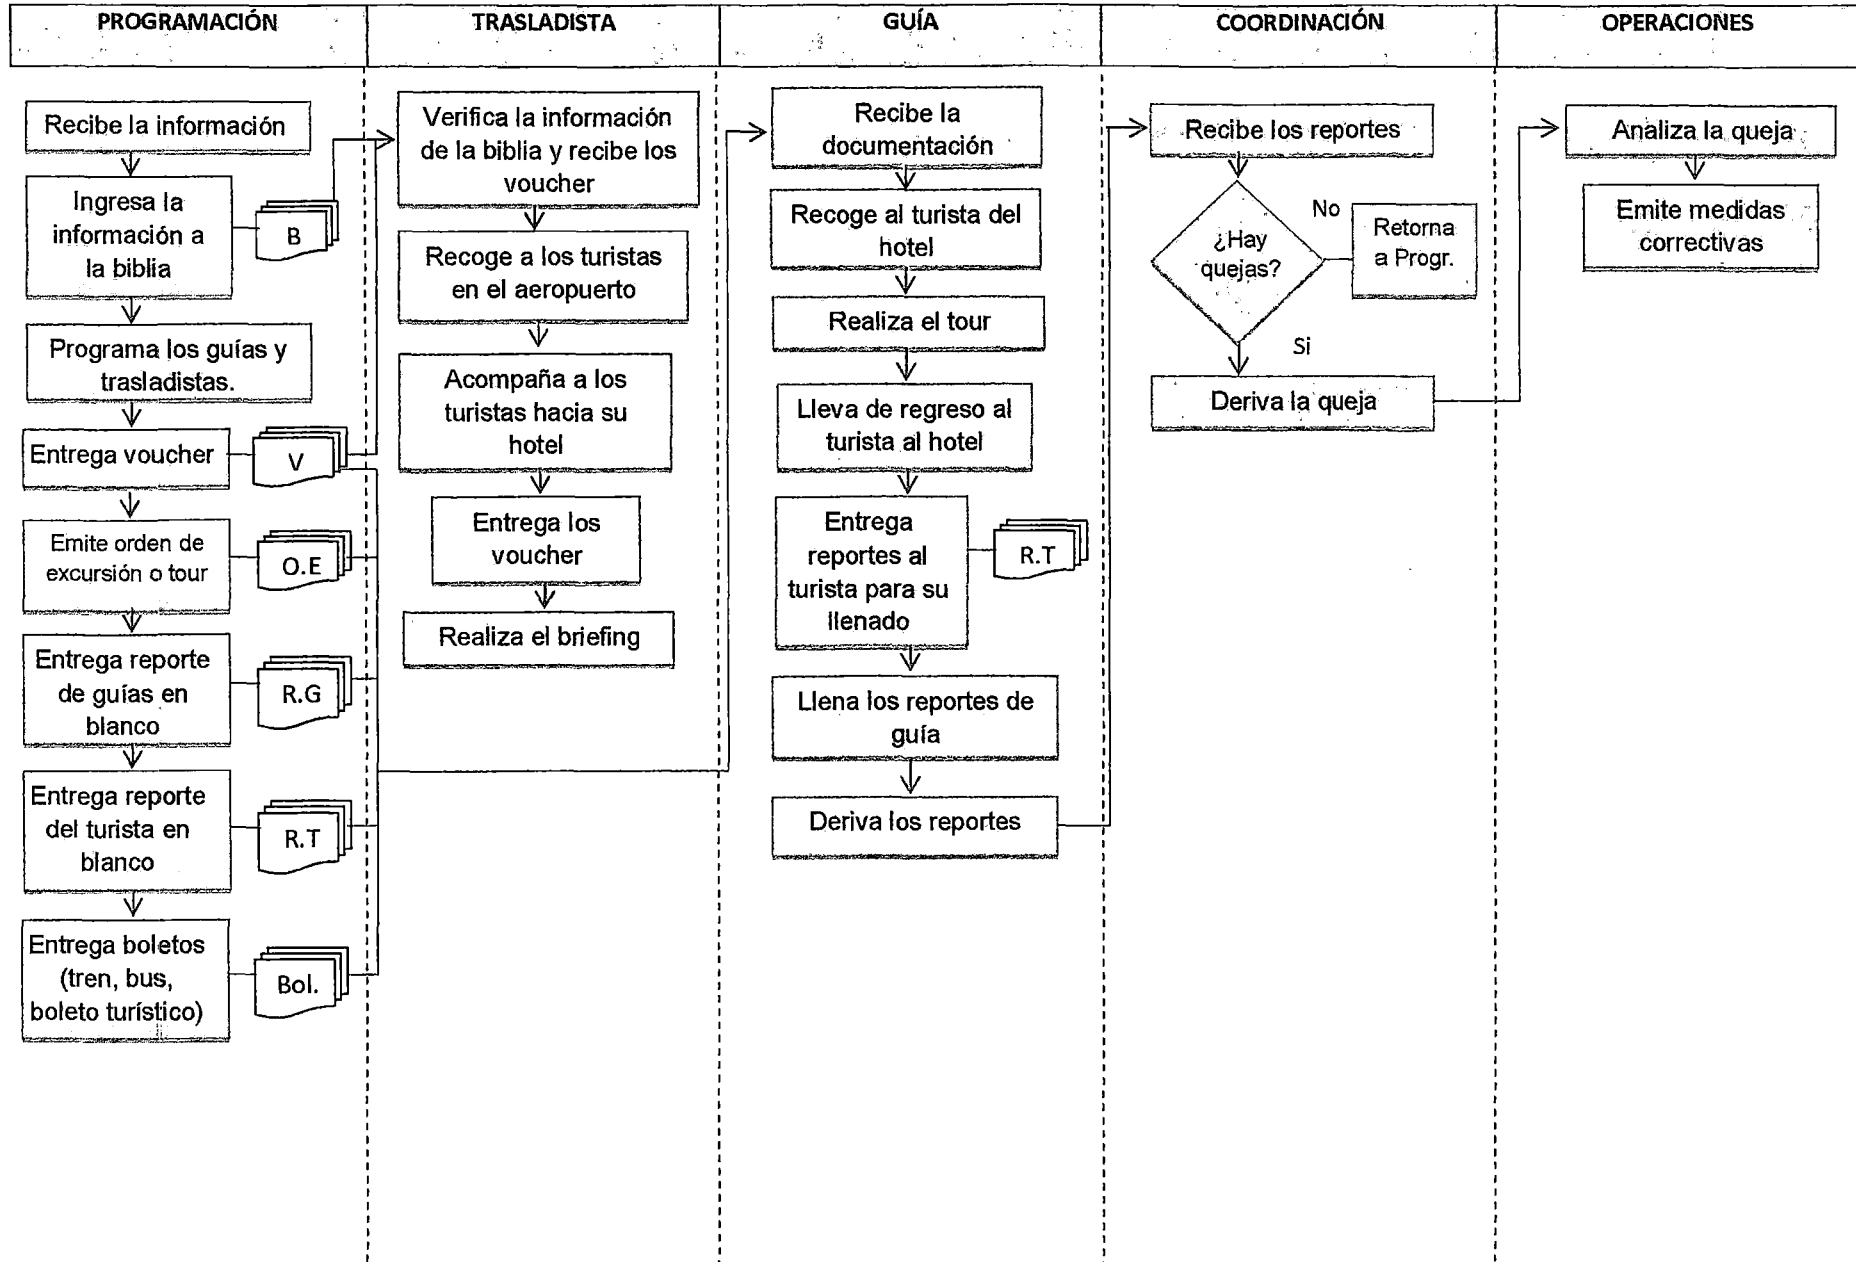 PROGRAMACIÓN
TRASLADISTA
GUÍA
COORDINACIÓN
OPERACIONES
Recibe la información
Ingresa la
información a
la biblia
B
Programa los guías y
trasladistas.
Entrega voucher
V
Emite orden de
excursión o tour
O.E
Entrega reporte
de guías en
blanco
R.G
Entrega reporte
del turista en
blanco
R.T
Entrega boletos
(tren, bus,
boleto turístico)
Bol.
Verifica la información
de la biblia y recibe los
voucher
Recoge a los turistas
en el aeropuerto
Acompaña a los
turistas hacia su
hotel
Entrega los
voucher
Realiza el briefing
Recibe la
documentación
Recoge al turista del
hotel
Realiza el tour
Lleva de regreso al
turista al hotel
Entrega
reportes al
turista para su
llenado
R.T
Llena los reportes de
guía
Deriva los reportes
Recibe los reportes
¿Hay
quejas?
No
Retorna
a Progr.
Si
Deriva la queja
Analiza la queja
Emite medidas
correctivas